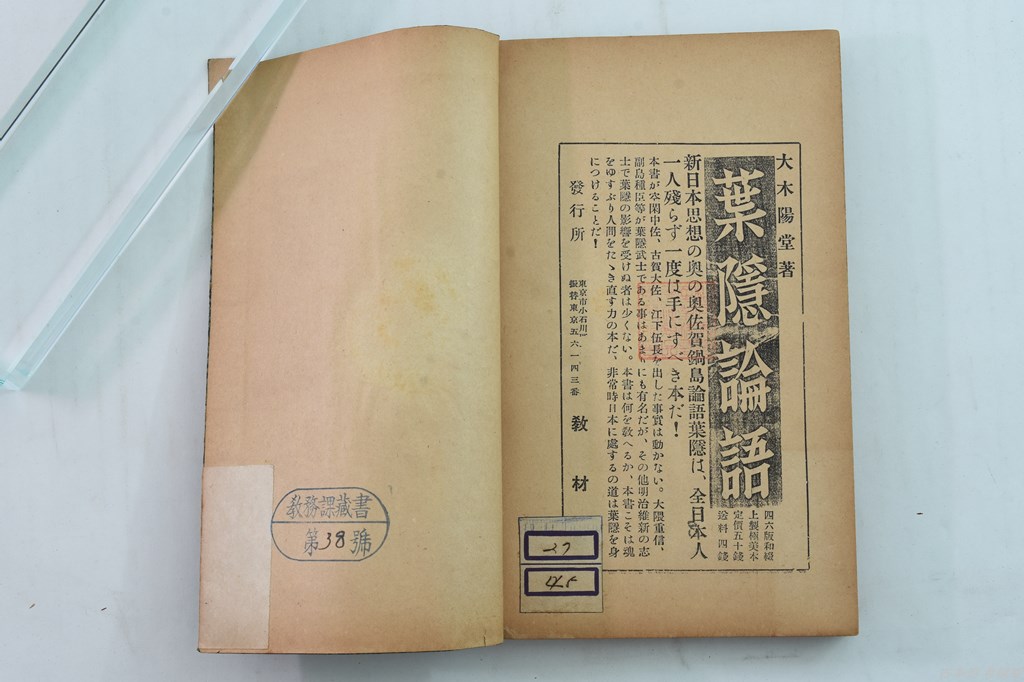 大木陽堂著
葉隱論語
四六版和綴
上製極美本
定價五十錢
送料四錢
新日本思想の奥の奥佐賀鍋島論語葉隱は、全日本人
一人殘らず一度は手にすべき本だ！
本書が空閑中佐、古賀大佐、江下伍長を出した事實は動かない。大隈重信、
副島種臣等が葉隱武士である事はあまりにも有名だが、その他明治維新の志
士で葉隱の影響を受けぬ者は少くない。本書は何を敎へるか、本書こそは魂
をゆすぶり人間をたゝき直す力の本だ、非常時日本に處するの道は葉隱を身
につけることだ！
發行所
東京市小石川
振替東京五六一四三番
敎材
敎務課藏書
第38號